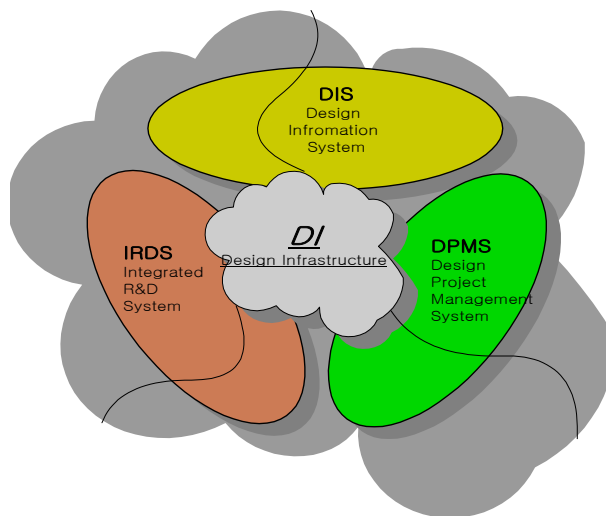 DIS
Design
Infromation
System
DI
Design Infrastructure
IRDS
Integrated
R&D
System
DPMS
Design
Project
Management
System